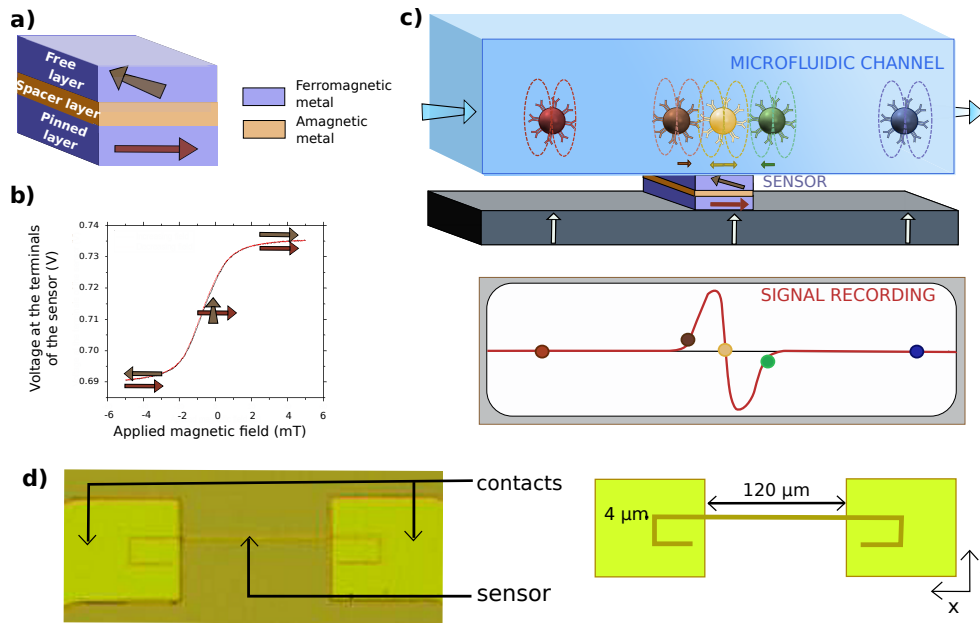 a)
Free
layer
Spacer layer
Pinned
layer
Ferromagnetic
metal
Amagnetic
metal
b)
Voltage at the terminals
of the sensor (V)
0.74
0.73
0.72
0.71
0.70
0.69
-6
-4
-2
0
2
4
6
Applied magnetic field (mT)
c)
MICROFLUIDIC CHANNEL
SENSOR
SIGNAL RECORDING
d)
contacts
sensor
120 µm
4 µm
x